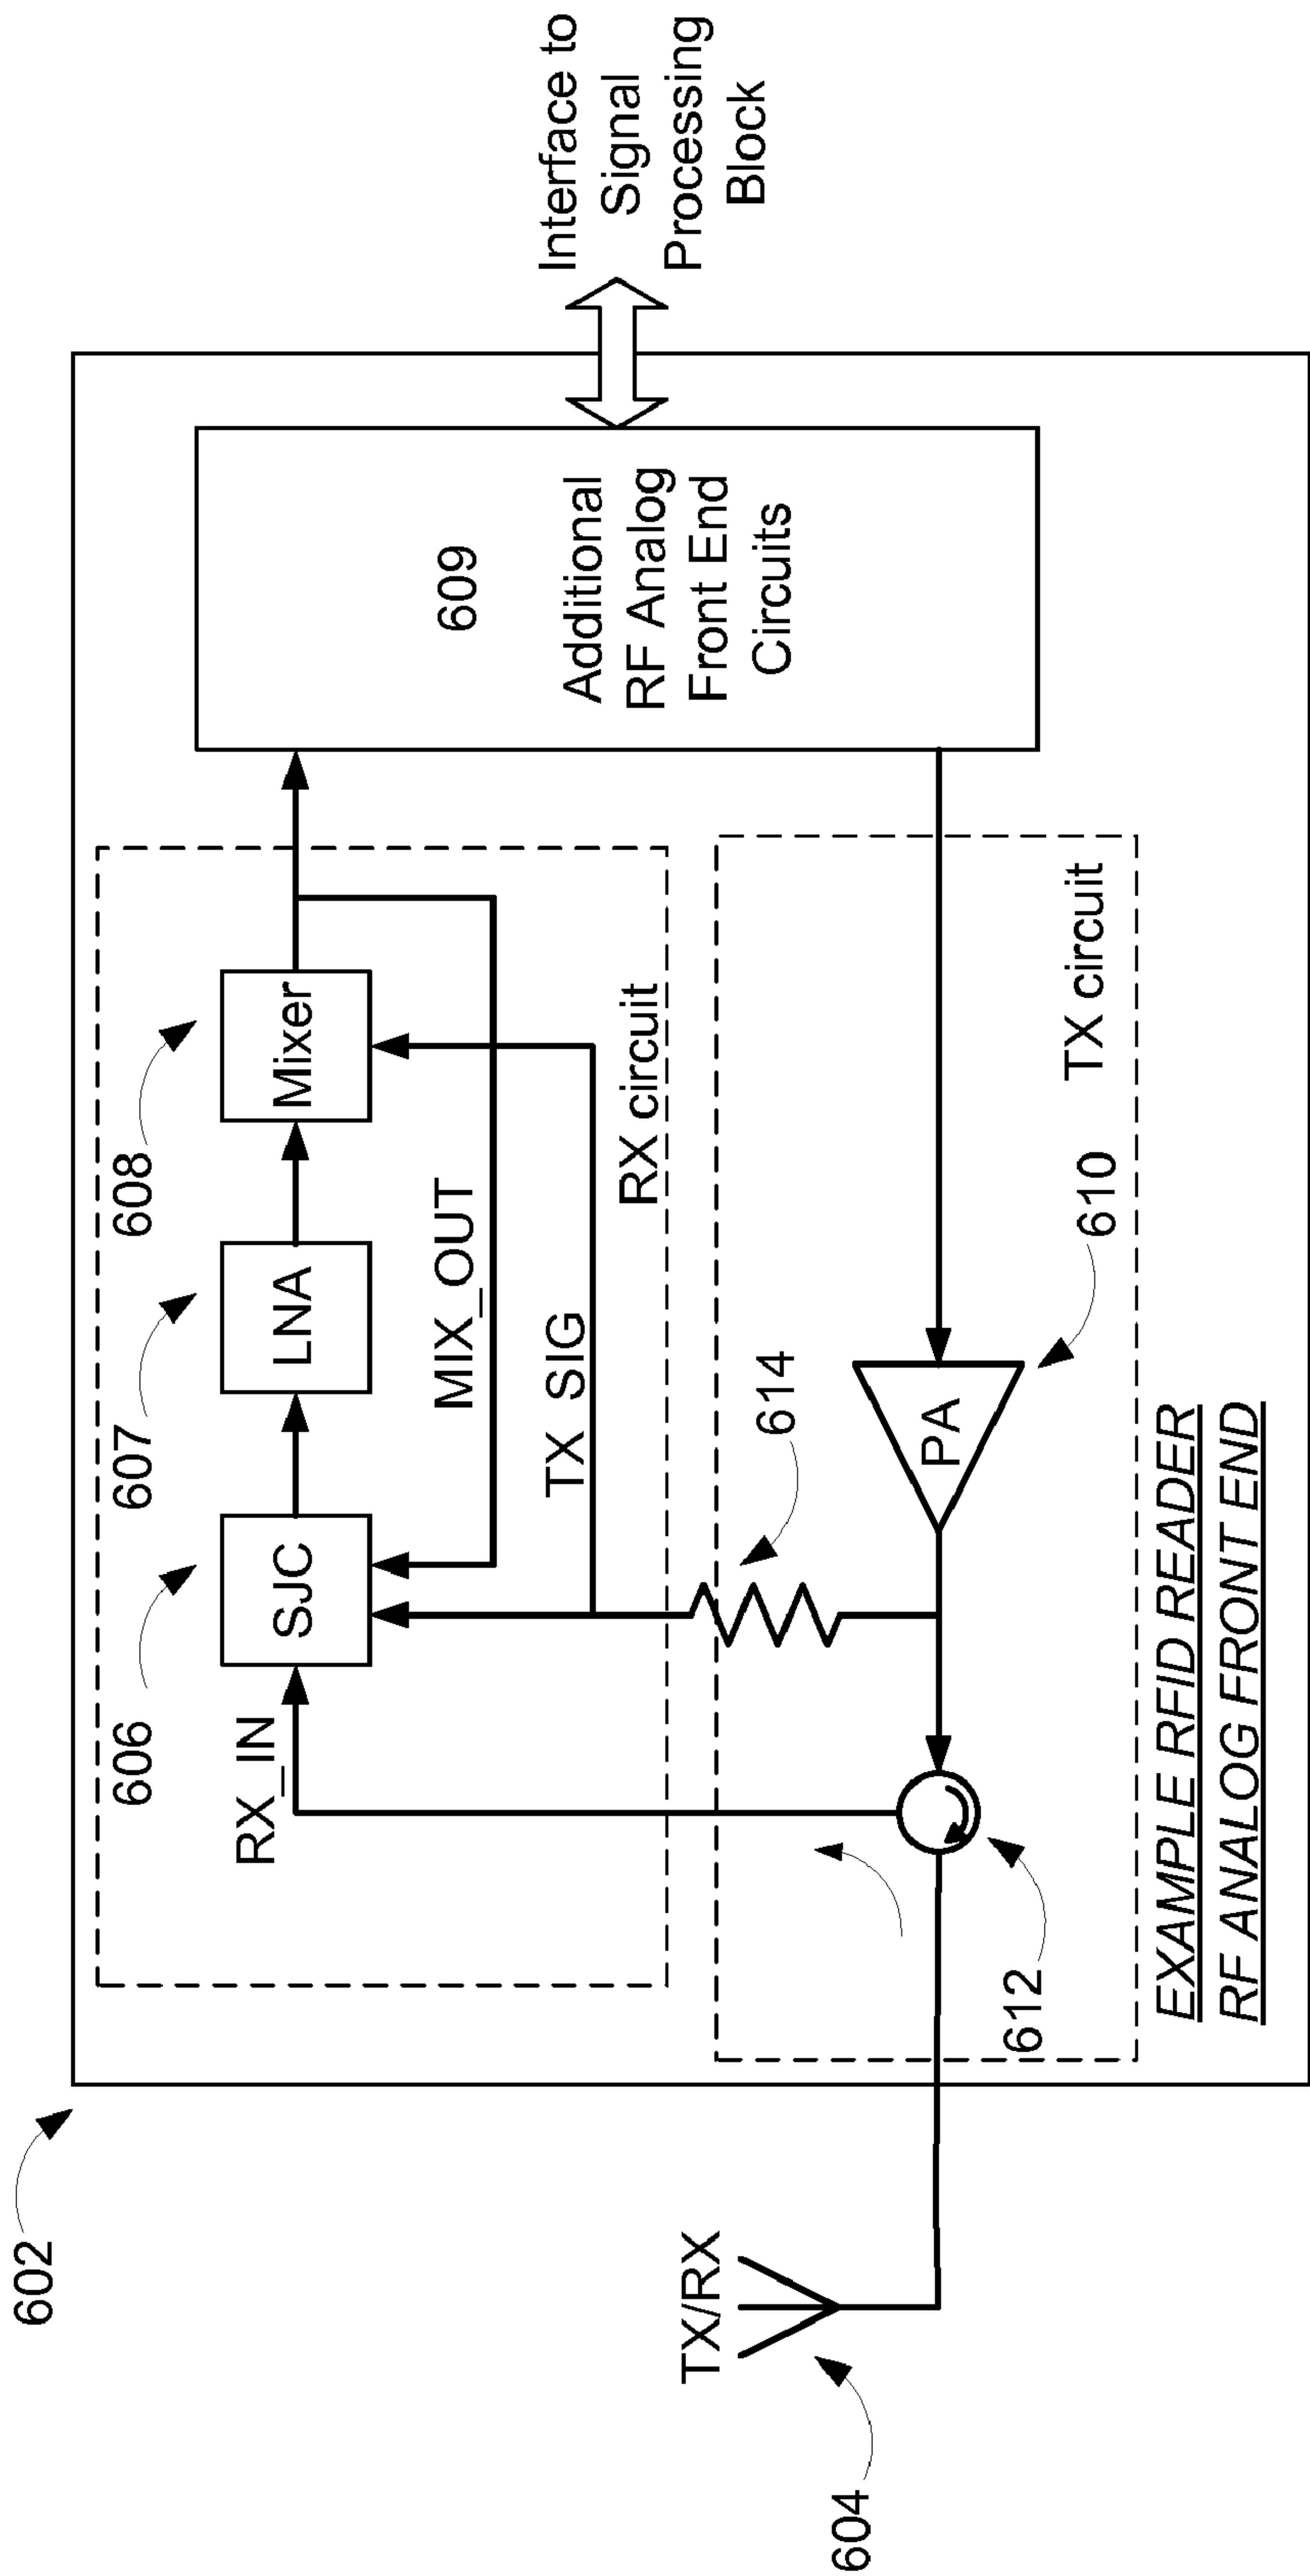 602
606
607
608
RX_IN
SJC
LNA
Mixer
MIX_OUT
TX SIG
RX circuit
609
Additional
RF Analog
Front End
Circuits
Interface to
Signal
Processing
Block
TX/RX
604
614
PA
610
612
TX circuit
EXAMPLE RFID READER
RF ANALOG FRONT END